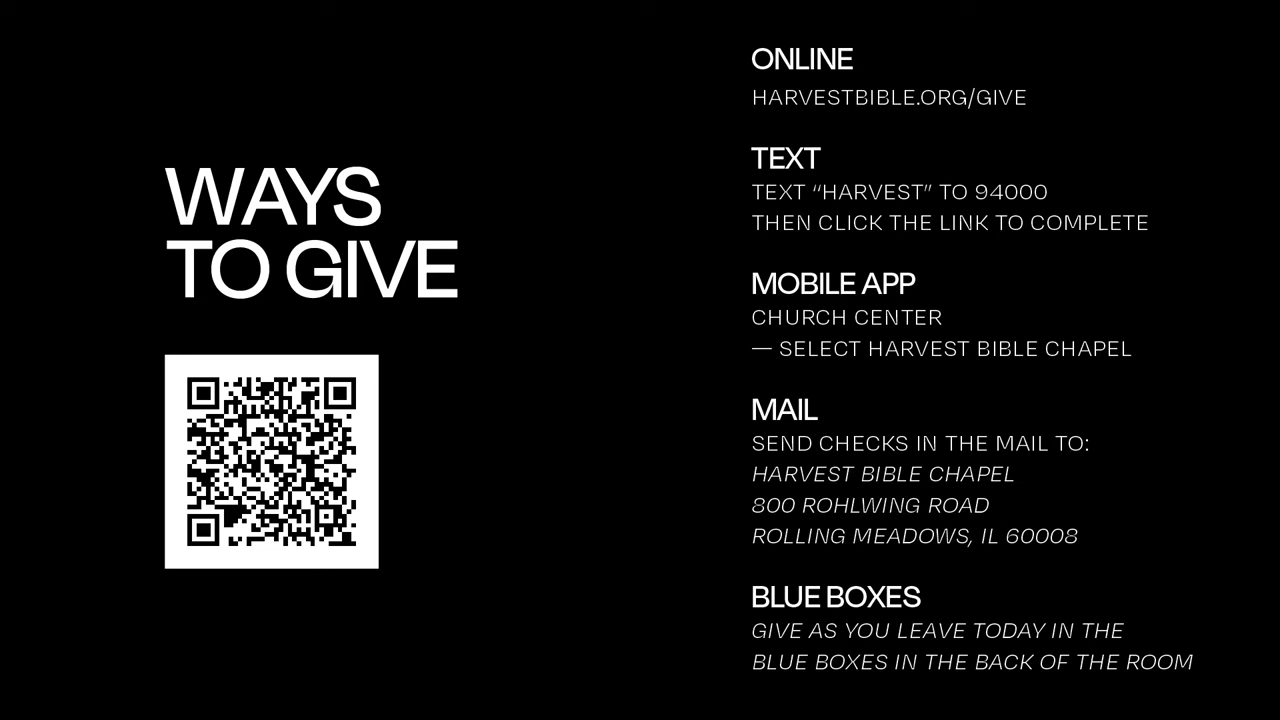 WAYS
TO GIVE
ONLINE
HARVESTBIBLE.ORG/GIVE
TEXT
TEXT “HARVEST” TO 94000
THEN CLICK THE LINK TO COMPLETE
MOBILE APP
CHURCH CENTER
— SELECT HARVEST BIBLE CHAPEL
MAIL
SEND CHECKS IN THE MAIL TO:
HARVEST BIBLE CHAPEL
800 ROHLWING ROAD
ROLLING MEADOWS, IL 60008
BLUE BOXES
GIVE AS YOU LEAVE TODAY IN THE
BLUE BOXES IN THE BACK OF THE ROOM